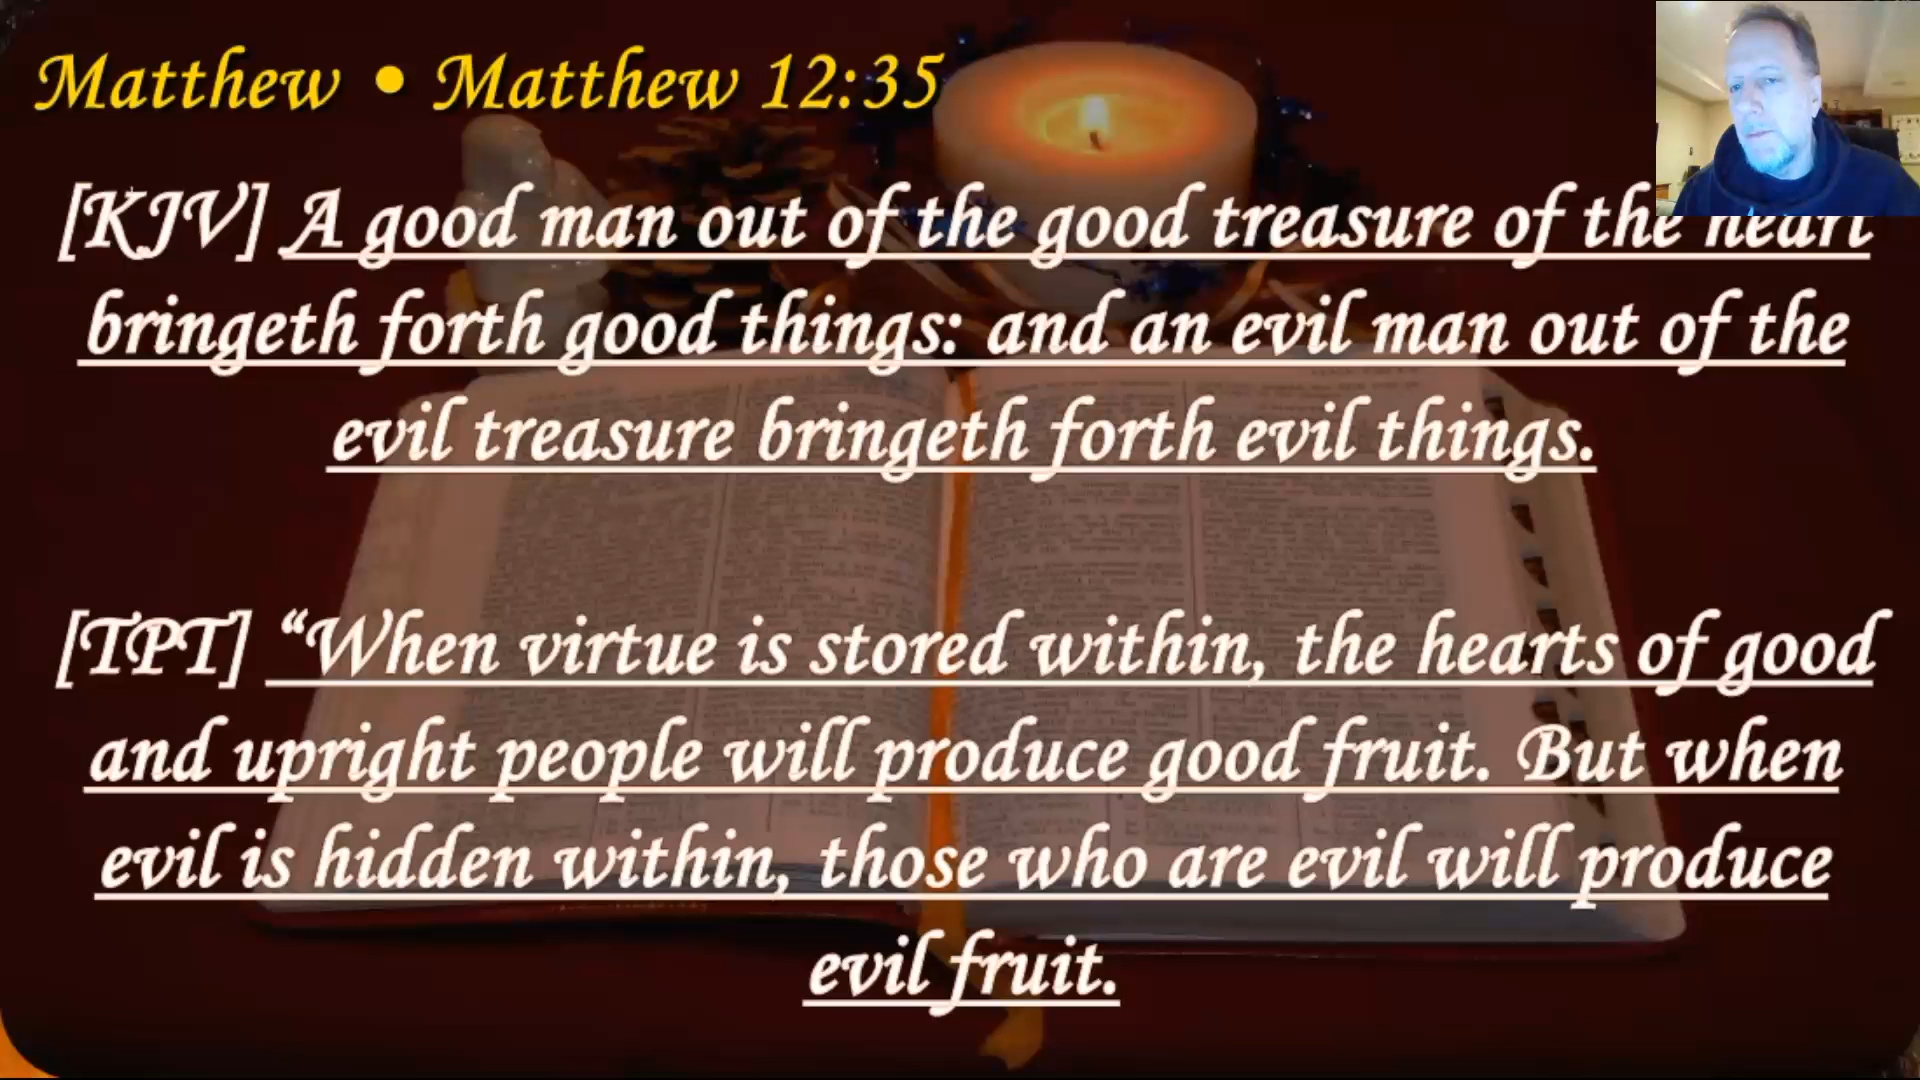 Matthew • Matthew 12:35
[KJV] A good man out of the good treasure of the heart
bringeth forth good things: and an evil man out of the
evil treasure bringeth forth evil things.
[TPT] “When virtue is stored within, the hearts of good
and upright people will produce good fruit. But when
evil is hidden within, those who are evil will produce
evil fruit.